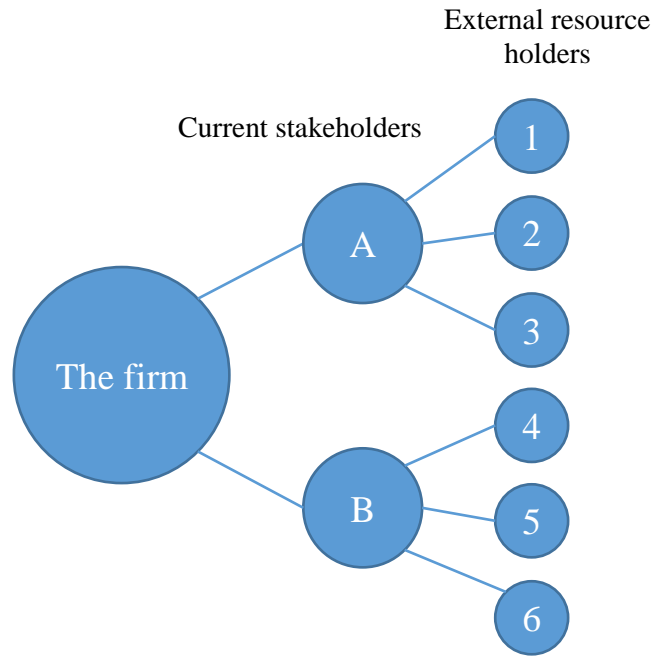 External resource
holders
Current stakeholders
1
A
2
3
The firm
4
B
5
6